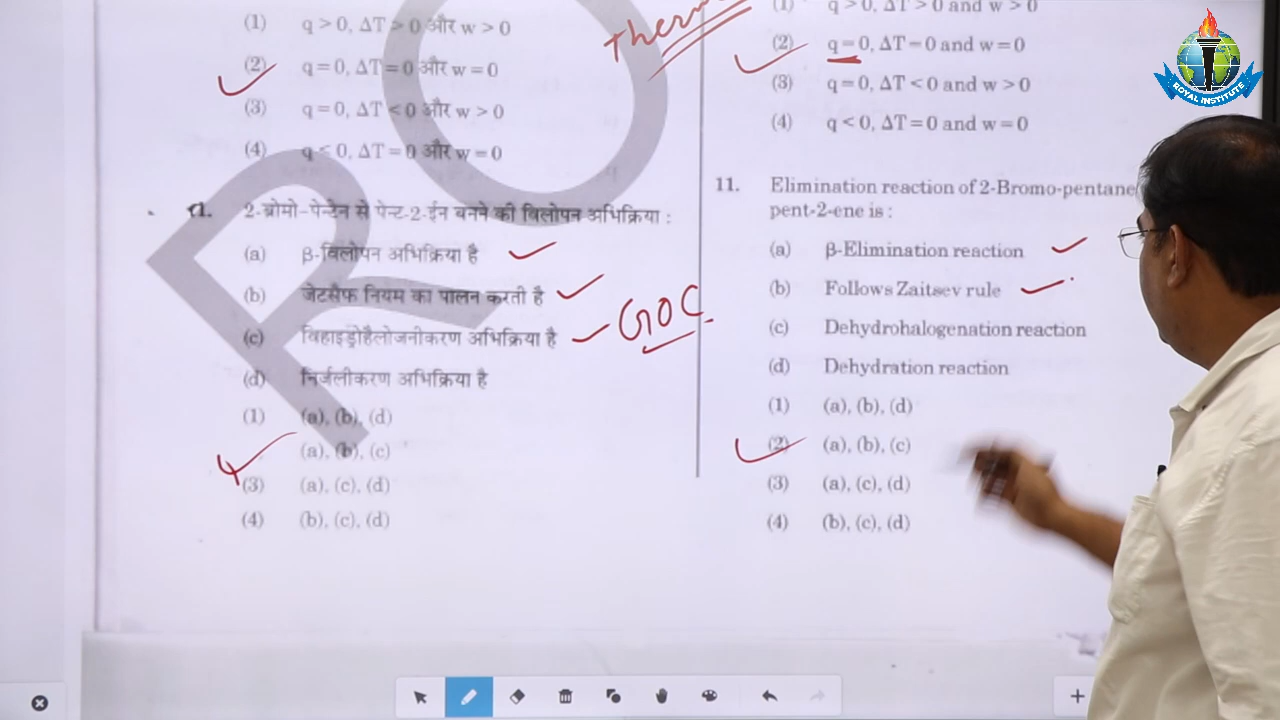 (1) q > 0, ΔT > 0 और w > 0
(2) q = 0, ΔT = 0 और w = 0
(3) q = 0, ΔT < 0 और w > 0
(4) q < 0, ΔT = 0 और w = 0
11. 2-ब्रोमो-पेन्टेन से पेन्ट-2-ईन बनने की विलोपन अभिक्रिया :
(a) β-विलोपन अभिक्रिया है
(b) जेटसैफ नियम का पालन करती है
(c) विहाइड्रोहैलोजनीकरण अभिक्रिया है
(d) निर्जलीकरण अभिक्रिया है
(1) (a), (b), (d)
(a), (b), (c)
(3) (a), (c), (d)
(4) (b), (c), (d)
GOC
(1) q > 0, ΔT > 0 and w > 0
(2) q = 0, ΔT = 0 and w = 0
(3) q = 0, ΔT < 0 and w > 0
(4) q < 0, ΔT = 0 and w = 0
11. Elimination reaction of 2-Bromo-pentane
pent-2-ene is :
(a) β-Elimination reaction
(b) Follows Zaitsev rule
(c) Dehydrohalogenation reaction
(d) Dehydration reaction
(1) (a), (b), (d)
(2) (a), (b), (c)
(3) (a), (c), (d)
(4) (b), (c), (d)
ROYAL INSTITUTE